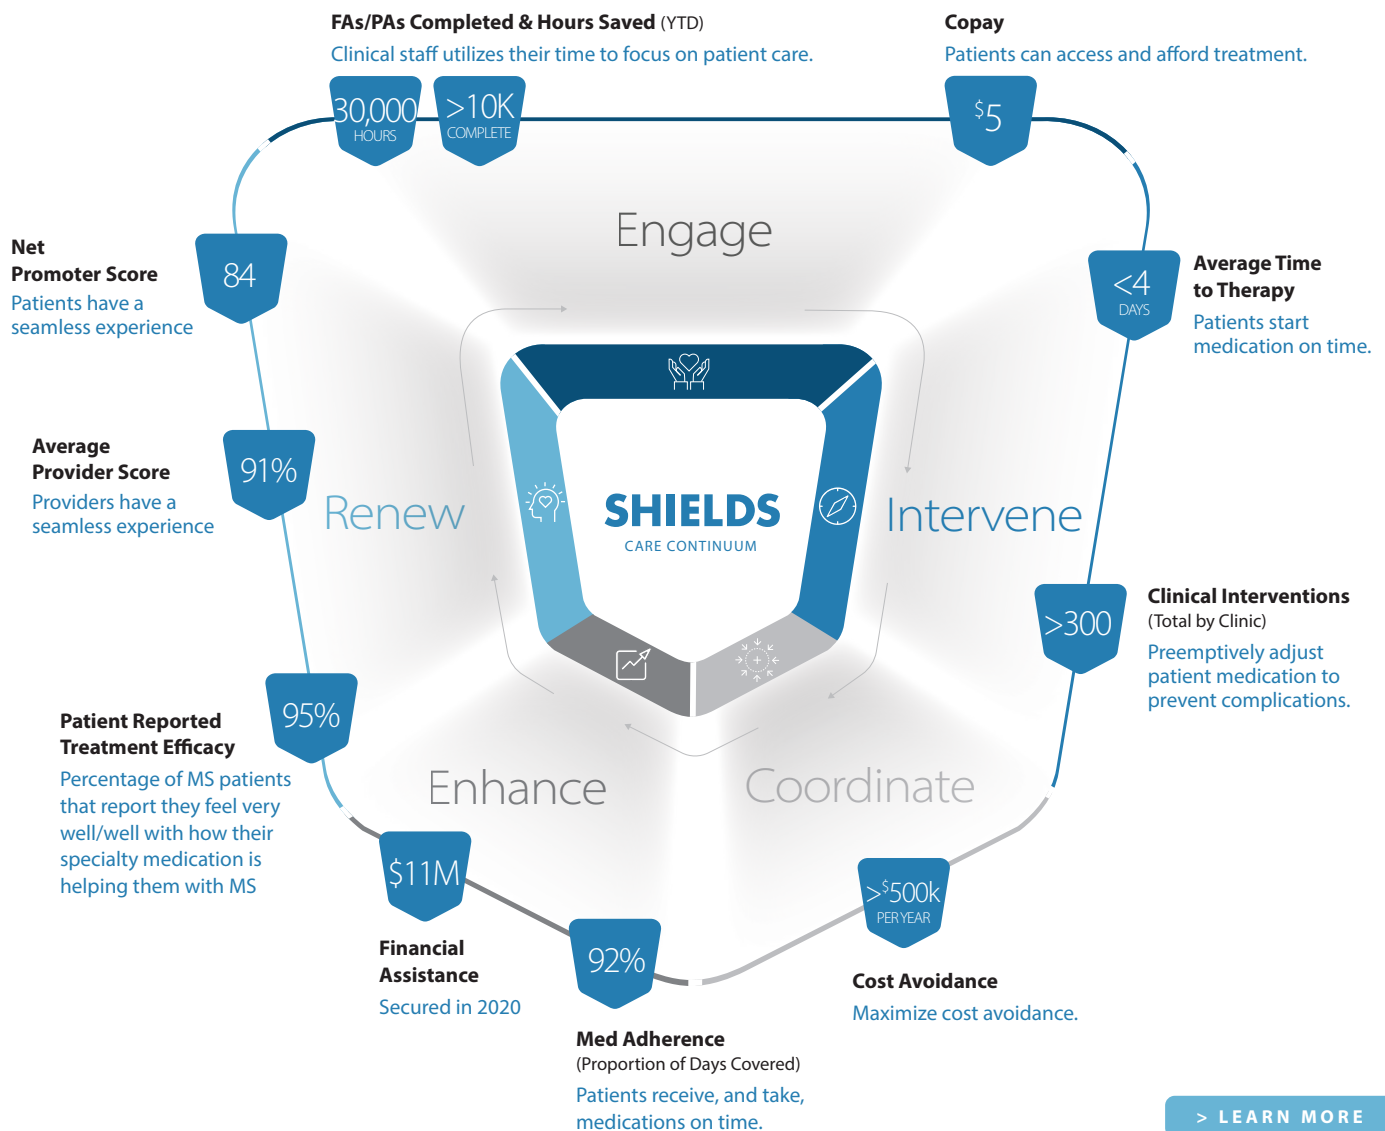 FAs/PAs Completed & Hours Saved (YTD)
Clinical staff utilizes their time to focus on patient care.
30,000
HOURS
>10K
COMPLETE
Copay
Patients can access and afford treatment.
$5
Engage
Net
Promoter Score
Patients have a
seamless experience
84
<4
DAYS
Average Time
to Therapy
Patients start
medication on time.
Average
Provider Score
Providers have a
seamless experience
91%
Renew
SHIELDS
CARE CONTINUUM
Intervene
>300
Clinical Interventions
(Total by Clinic)
Preemptively adjust
patient medication to
prevent complications.
Patient Reported
Treatment Efficacy
Percentage of MS patients
that report they feel very
well/well with how their
specialty medication is
helping them with MS
95%
Enhance
Coordinate
$11M
Financial
Assistance
Secured in 2020
92%
Med Adherence
(Proportion of Days Covered)
Patients receive, and take,
medications on time.
>$500k
PER YEAR
Cost Avoidance
Maximize cost avoidance.
> LEARN MORE